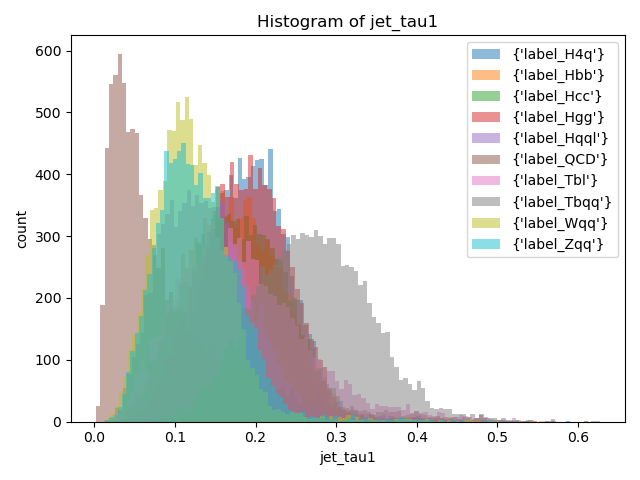 Histogram of jet_tau1
count
600
500
400
300
200
100
0
0.0
0.1
0.2
0.3
0.4
0.5
0.6
jet_tau1
{'label_H4q'}
{'label_Hbb'}
{'label_Hcc'}
{'label_Hgg'}
{'label_Hqql'}
{'label_QCD'}
{'label_Tbl'}
{'label_Tbqq'}
{'label_Wqq'}
{'label_Zqq'}